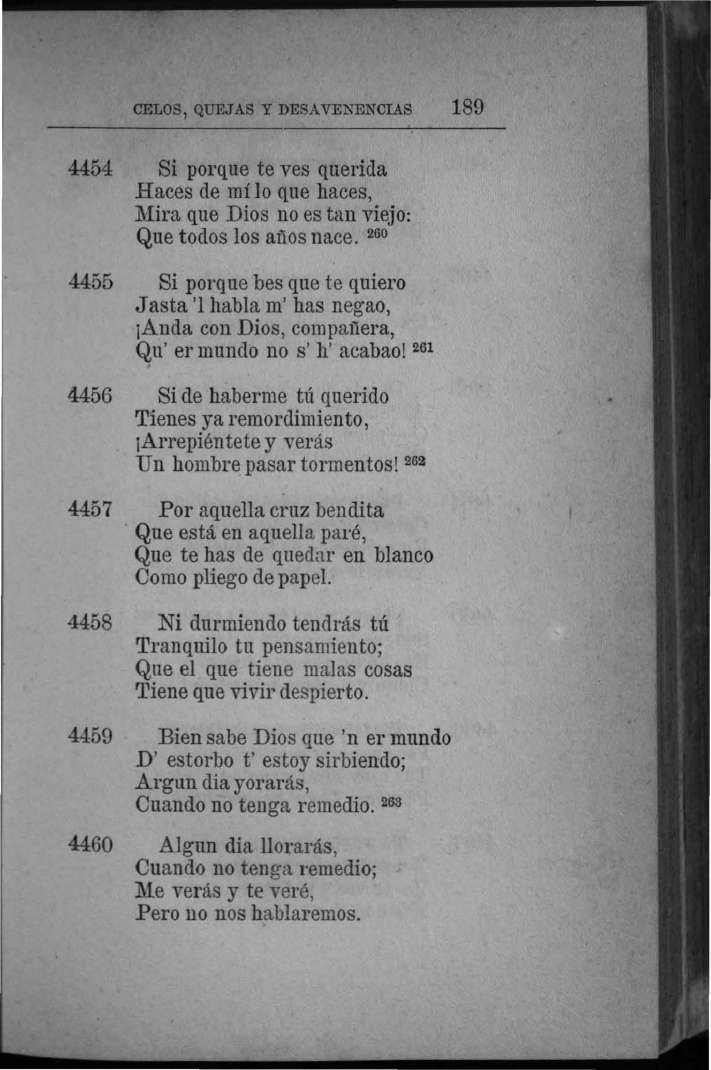 CELOS, QUEJAS Y DESAVENENCIAS 189
4454 Si porque te ves querida
Haces de mí lo que haces,
Mira que Dios no es tan viejo:
Que todos los años nace. 260
4455 Si porque bes que te quiero
Jasta 'l habla m' has negao,
¡Anda con Dios, compañera,
Qu' er mundo no s' h' acabao! 261
4456 Si de haberme tú querido
Tienes ya remordimiento,
¡Arrepiéntete y verás
Un hombre pasar tormentos! 262
4457 Por aquella cruz bendita
Que está en aquella paré,
Que te has de quedar en blanco
Como pliego de papel.
4458 Ni durmiendo tendrás tú
Tranquilo tu pensamiento;
Que el que tiene malas cosas
Tiene que vivir despierto.
4459 Bien sabe Dios que 'n er mundo
D' estorbo t' estoy sirbiendo;
Argun dia yorarás,
Cuando no tenga remedio. 263
4460 Algun dia llorarás,
Cuando no tenga remedio;
Me verás y te veré,
Pero no nos hablaremos.